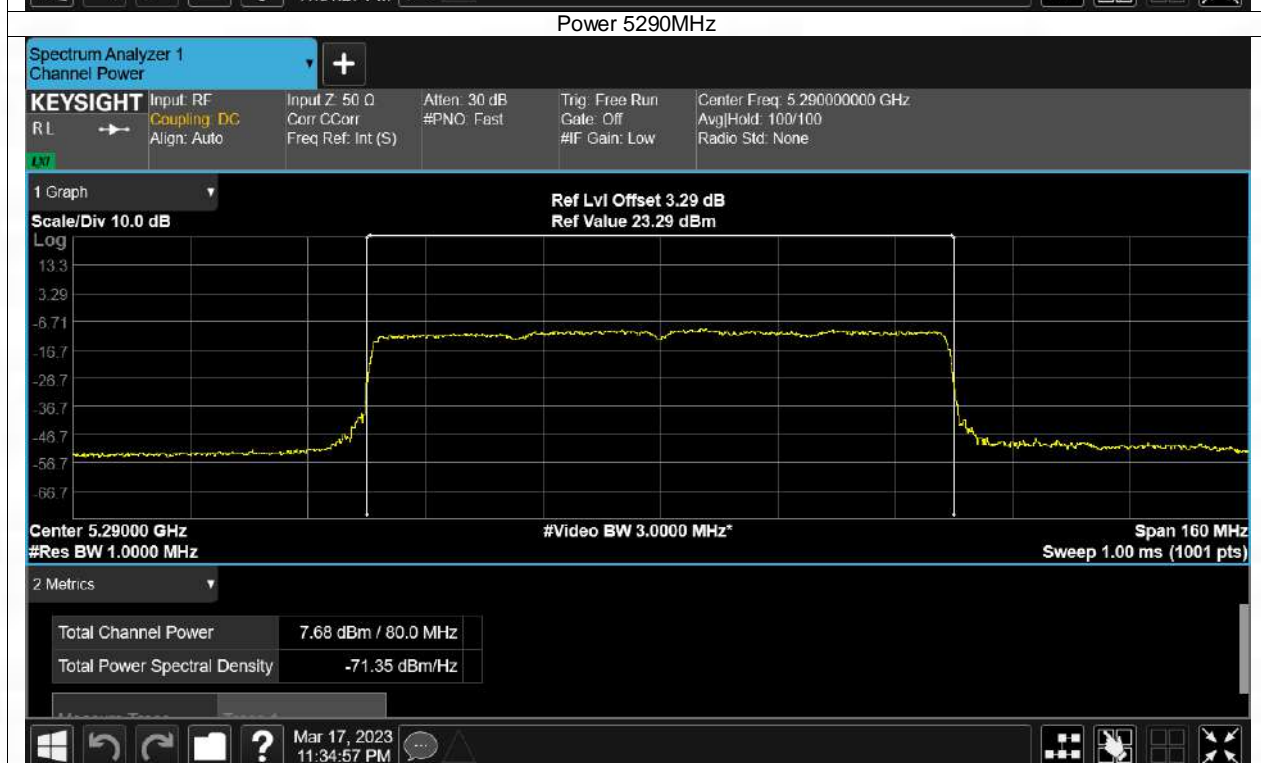 Power 5290MHz
Spectrum Analyzer 1
Channel Power
+
KEYSIGHT Input: RF Input Z: 50 Ω Atten: 30 dB Trig: Free Run Center Freq: 5.290000000 GHz
RL Coupling: DC Corr CCorr #PNO: Fast Gate: Off Avg|Hold: 100/100
Align: Auto Freq Ref: Int (S) #IF Gain: Low Radio Std: None
LXI
1 Graph Ref Lvl Offset 3.29 dB
Scale/Div 10.0 dB Ref Value 23.29 dBm
Log
13.3
3.29
-6.71
-16.7
-26.7
-36.7
-46.7
-56.7
-66.7
Center 5.29000 GHz #Video BW 3.0000 MHz* Span 160 MHz
#Res BW 1.0000 MHz Sweep 1.00 ms (1001 pts)
2 Metrics
Total Channel Power 7.68 dBm / 80.0 MHz
Total Power Spectral Density -71.35 dBm/Hz
? Mar 17, 2023
11:34:57 PM